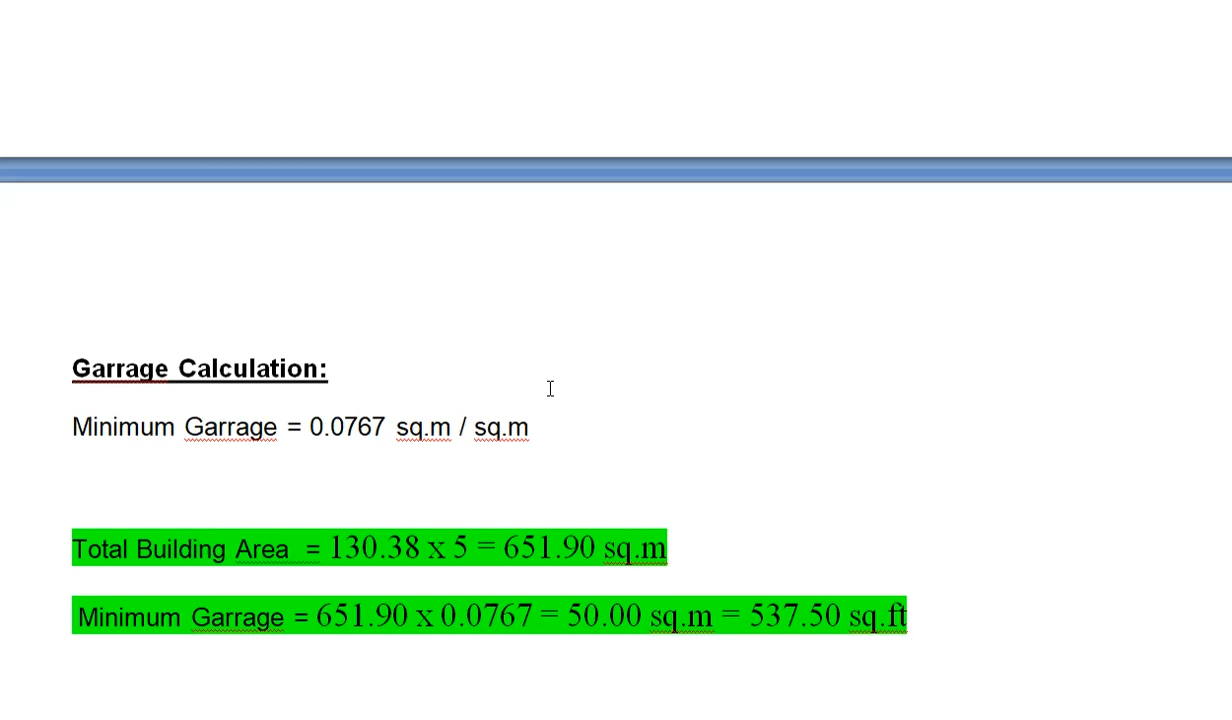 Garrage Calculation:
Minimum Garrage = 0.0767 sq.m / sq.m
Total Building Area = 130.38 x 5 = 651.90 sq.m
Minimum Garrage = 651.90 x 0.0767 = 50.00 sq.m = 537.50 sq.ft